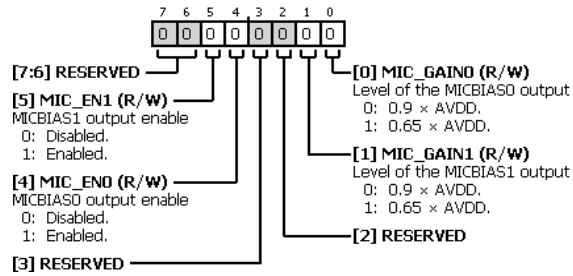 7 6 5 4 3 2 1 0
0 0 0 0 0 0 0 0
[7:6] RESERVED
[5] MIC_EN1 (R/W)
MICBIAS1 output enable
0: Disabled.
1: Enabled.
[4] MIC_EN0 (R/W)
MICBIAS0 output enable
0: Disabled.
1: Enabled.
[3] RESERVED
[0] MIC_GAIN0 (R/W)
Level of the MICBIAS0 output
0: 0.9 × AVDD.
1: 0.65 × AVDD.
[1] MIC_GAIN1 (R/W)
Level of the MICBIAS1 output
0: 0.9 × AVDD.
1: 0.65 × AVDD.
[2] RESERVED